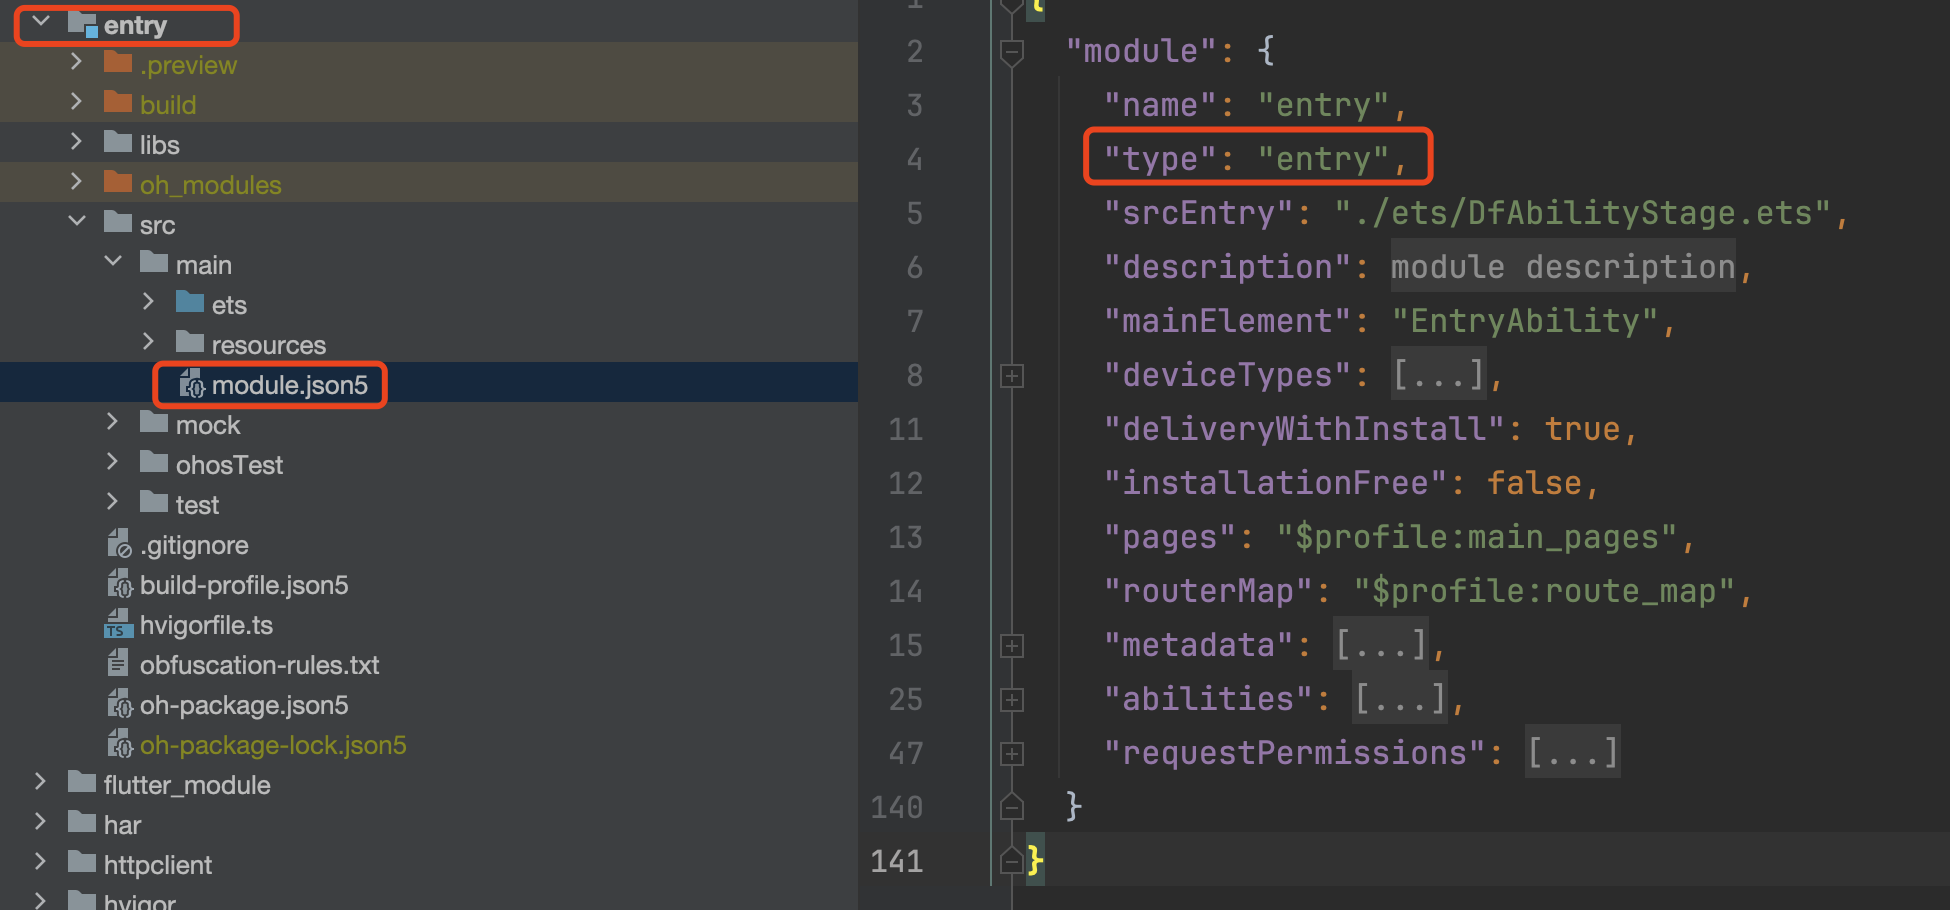 entry
.preview
build
libs
oh_modules
src
main
ets
resources
module.json5
mock
ohosTest
test
.gitignore
build-profile.json5
hvigorfile.ts
obfuscation-rules.txt
oh-package.json5
oh-package-lock.json5
flutter_module
har
httpclient
hvigor
TS
1 {
2 "module": {
3 "name": "entry",
4 "type": "entry",
5 "srcEntry": "./ets/DfAbilityStage.ets",
6 "description": module description,
7 "mainElement": "EntryAbility",
8 "deviceTypes": [...],
11 "deliveryWithInstall": true,
12 "installationFree": false,
13 "pages": "$profile:main_pages",
14 "routerMap": "$profile:route_map",
15 "metadata": [...],
25 "abilities": [...],
47 "requestPermissions": [...]
140 }
141 }